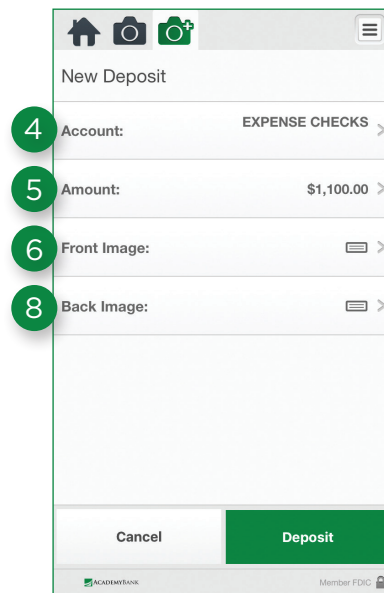 New Deposit
4 Account: EXPENSE CHECKS
5 Amount: $1,100.00
6 Front Image:
8 Back Image:
Cancel Deposit
ACADEMYBANK Member FDIC